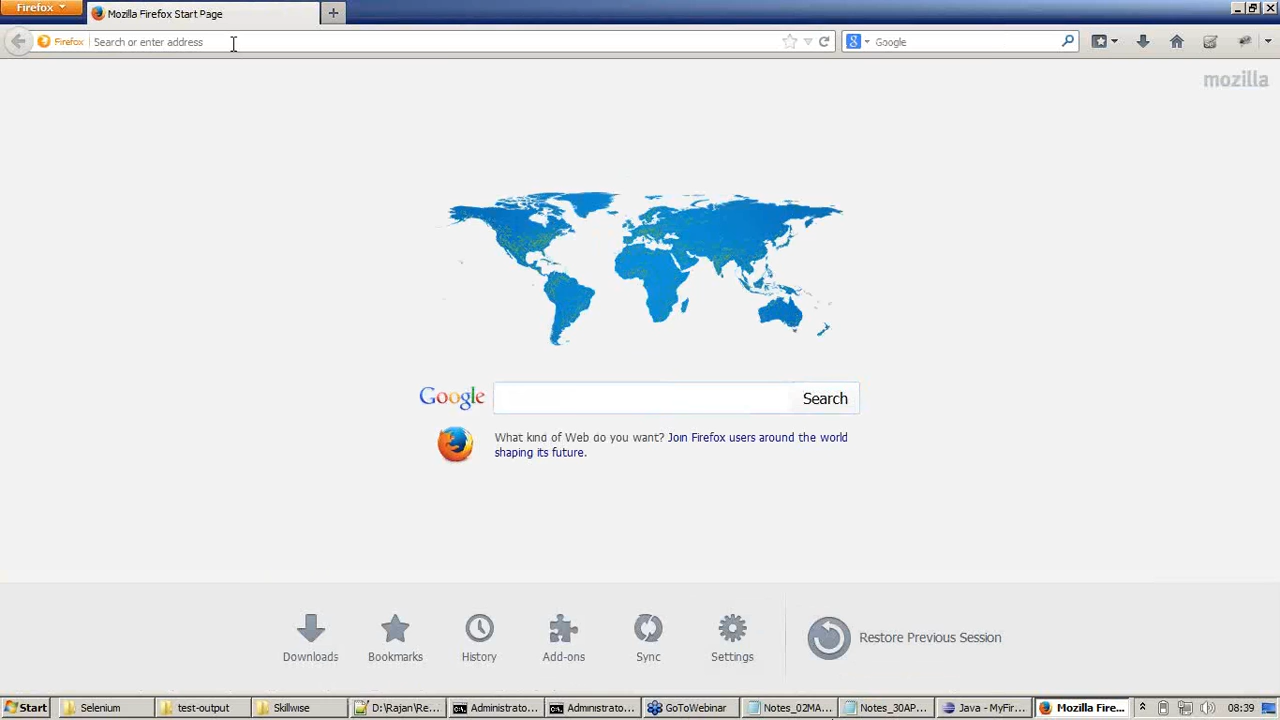 Firefox
Mozilla Firefox Start Page
Firefox
Search or enter address
Google
mozilla
Google
Search
What kind of Web do you want? Join Firefox users around the world
shaping its future.
Downloads
Bookmarks
History
Add-ons
Sync
Settings
Restore Previous Session
Start
Selenium
test-output
Skillwise
D:\Rajan\Re...
Administrato...
Administrato...
GoToWebinar
Notes_02MA...
Notes_30AP...
Java - MyFir...
Mozilla Fire...
08:39